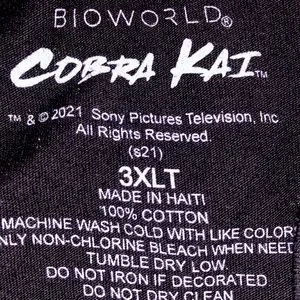 BIOWORLD®
COBRA KAI™
™ & © 2021 Sony Pictures Television, Inc
All Rights Reserved.
(s21)
3XLT
MADE IN HAITI
100% COTTON
MACHINE WASH COLD WITH LIKE COLOR
ONLY NON-CHLORINE BLEACH WHEN NEED
TUMBLE DRY LOW
DO NOT IRON IF DECORATED
DO NOT DRY CLEAN